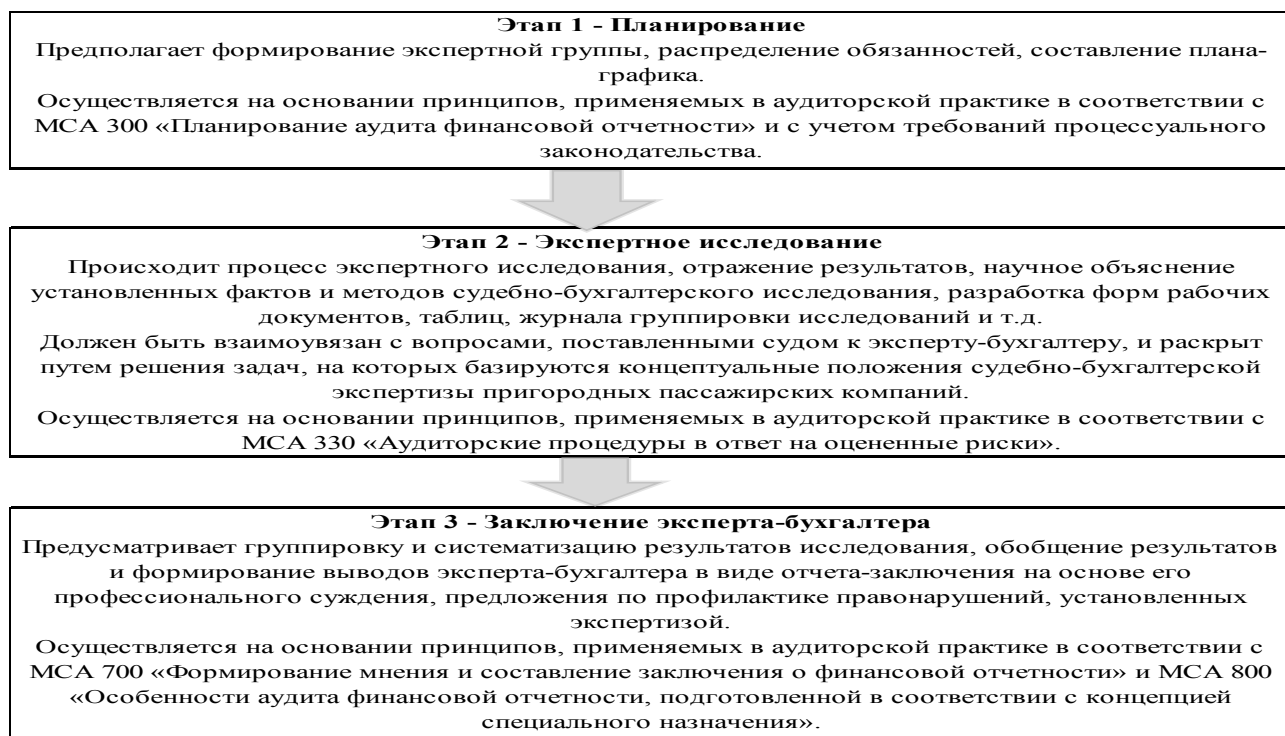 Этап 1 - Планирование
Предполагает формирование экспертной группы, распределение обязанностей, составление плана-
графика.
Осуществляется на основании принципов, применяемых в аудиторской практике в соответствии с
МСА 300 «Планирование аудита финансовой отчетности» и с учетом требований процессуального
законодательства.
Этап 2 - Экспертное исследование
Происходит процесс экспертного исследования, отражение результатов, научное объяснение
установленных фактов и методов судебно-бухгалтерского исследования, разработка форм рабочих
документов, таблиц, журнала группировки исследований и т.д.
Должен быть взаимоувязан с вопросами, поставленными судом к эксперту-бухгалтеру, и раскрыт
путем решения задач, на которых базируются концептуальные положения судебно-бухгалтерской
экспертизы пригородных пассажирских компаний.
Осуществляется на основании принципов, применяемых в аудиторской практике в соответствии с
МСА 330 «Аудиторские процедуры в ответ на оцененные риски».
Этап 3 - Заключение эксперта-бухгалтера
Предусматривает группировку и систематизацию результатов исследования, обобщение результатов
и формирование выводов эксперта-бухгалтера в виде отчета-заключения на основе его
профессионального суждения, предложения по профилактике правонарушений, установленных
экспертизой.
Осуществляется на основании принципов, применяемых в аудиторской практике в соответствии с
МСА 700 «Формирование мнения и составление заключения о финансовой отчетности» и МСА 800
«Особенности аудита финансовой отчетности, подготовленной в соответствии с концепцией
специального назначения».